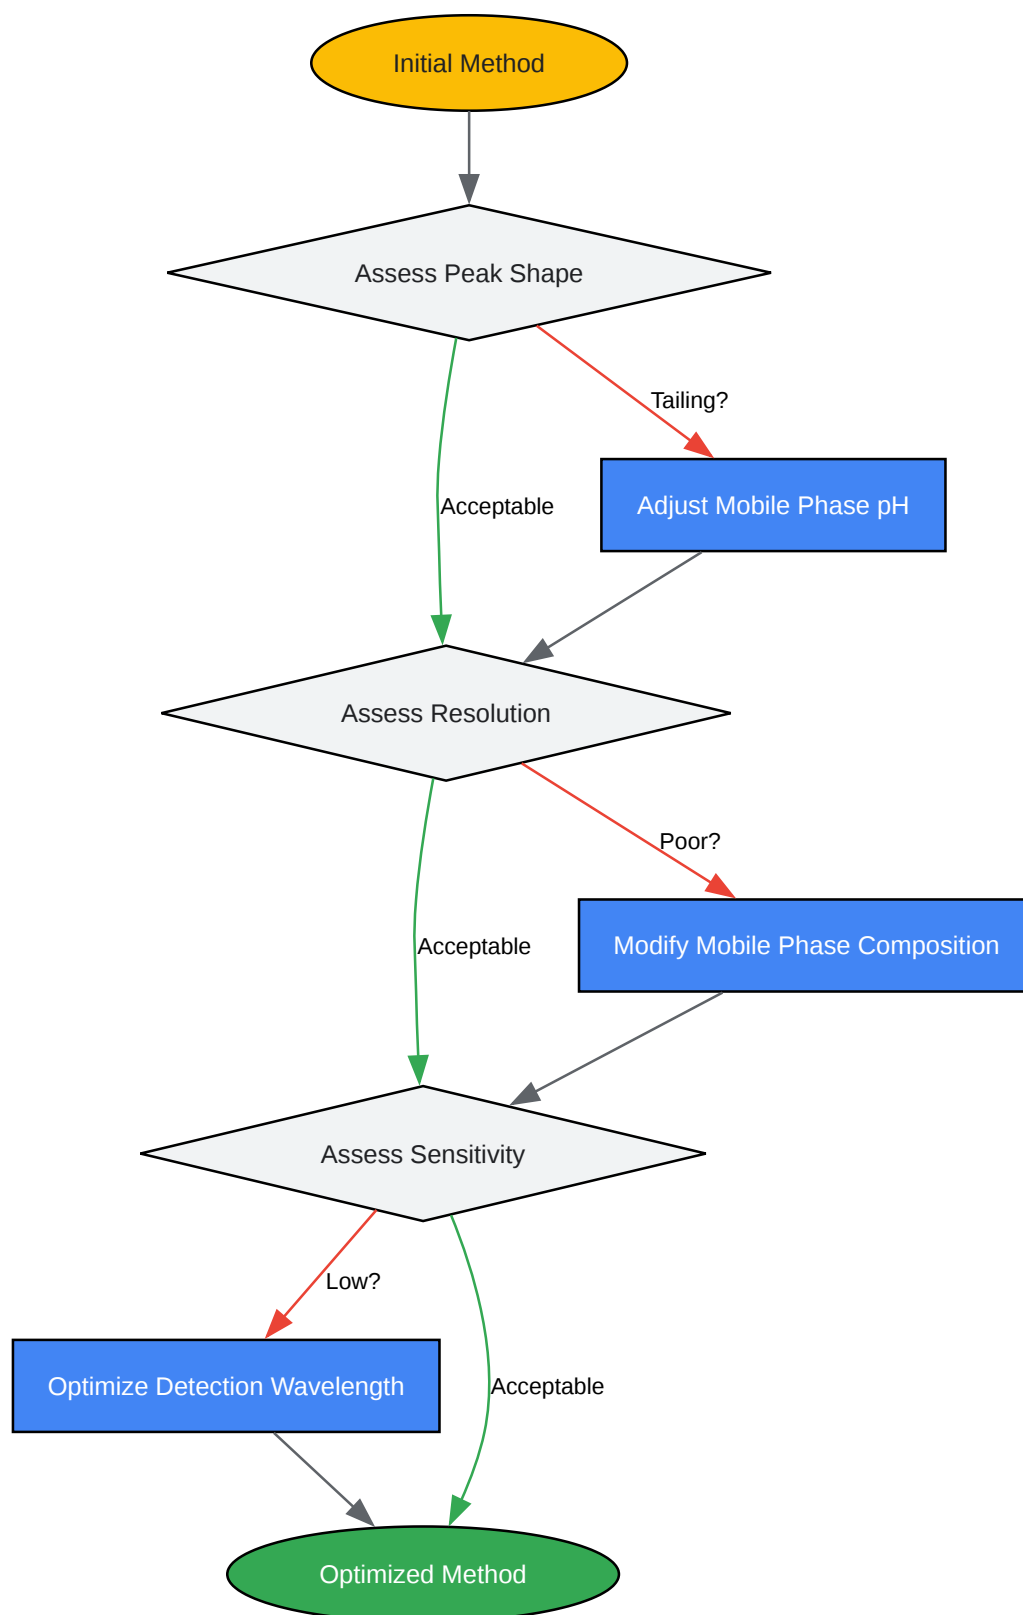 Initial Method
Assess Peak Shape
Tailing?
Acceptable
Adjust Mobile Phase pH
Assess Resolution
Poor?
Acceptable
Modify Mobile Phase Composition
Assess Sensitivity
Low?
Acceptable
Optimize Detection Wavelength
Optimized Method